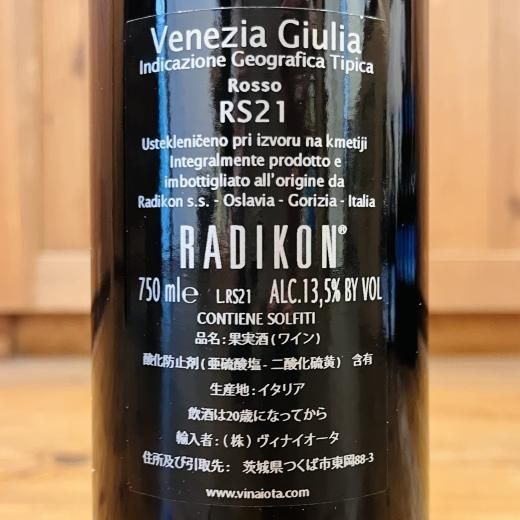 Venezia Giulia
Indicazione Geografica Tipica
Rosso
RS21
Ustekleničeno pri izvoru na kmetiji
Integralmente prodotto e
imbottigliato all'origine da
Radikon s.s. - Oslavia - Gorizia - Italia
RADIKON®
750 ml℮ L.RS21 ALC.13,5% BY VOL
CONTIENE SOLFITI
品名:果実酒(ワイン)
酸化防止剤(亜硫酸塩-二酸化硫黄) 含有
生産地:イタリア
飲酒は20歳になってから
輸入者:(株)ヴィナイオータ
住所及び引取先: 茨城県つくば市東岡88-3
www.vinaiota.com